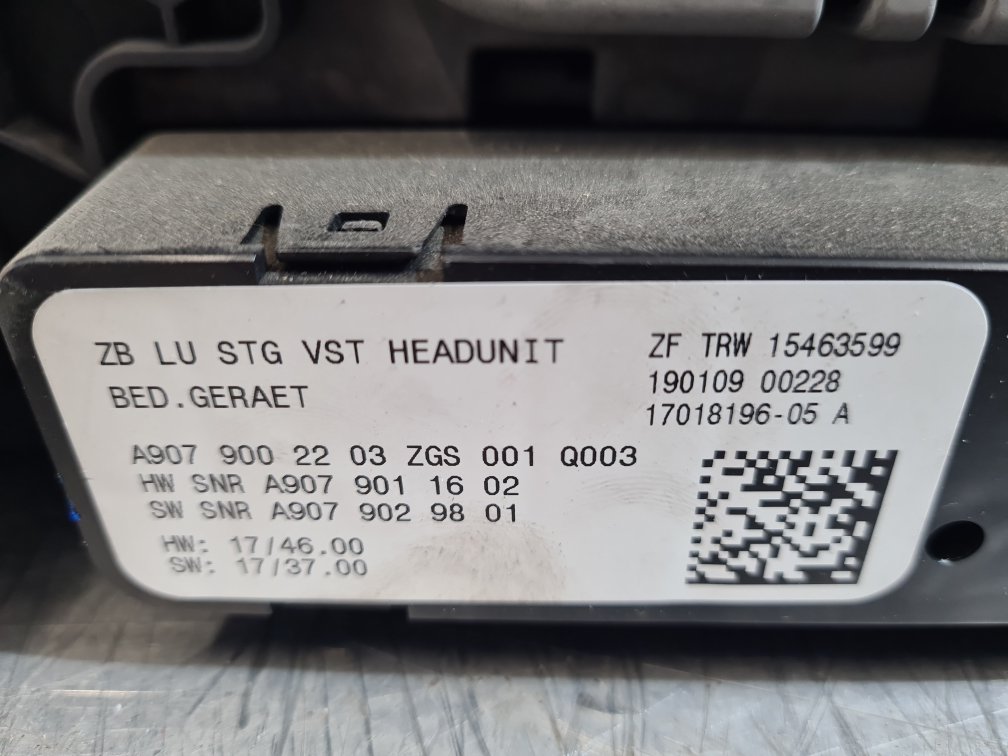 ZB LU STG VST HEADUNIT
BED.GERAET
ZF TRW 15463599
190109 00228
17018196-05 A
A907 900 22 03 ZGS 001 Q003
HW SNR A907 901 16 02
SW SNR A907 902 98 01
HW: 17/46.00
SW: 17/37.00